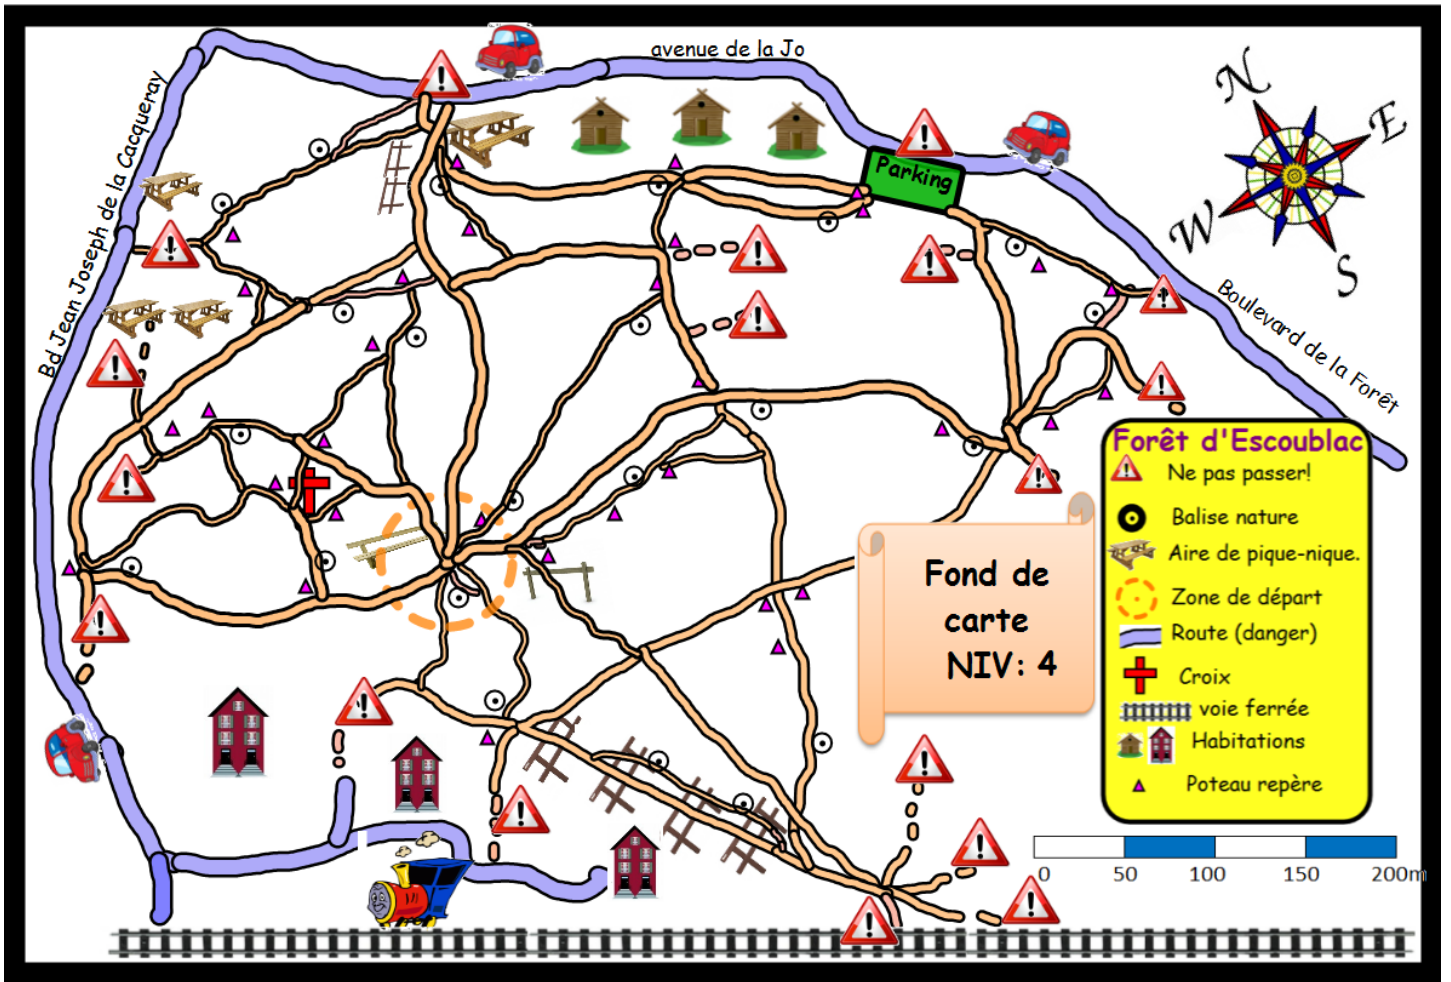 avenue de la Jo
Bd Jean Joseph de la Cacqueray
N
E
W
S
Parking
Boulevard de la Forêt
Forêt d'Escoublac
Ne pas passer!
Balise nature
Aire de pique-nique.
Zone de départ
Route (danger)
Croix
voie ferrée
Habitations
Poteau repère
Fond de
carte
NIV: 4
0 50 100 150 200m